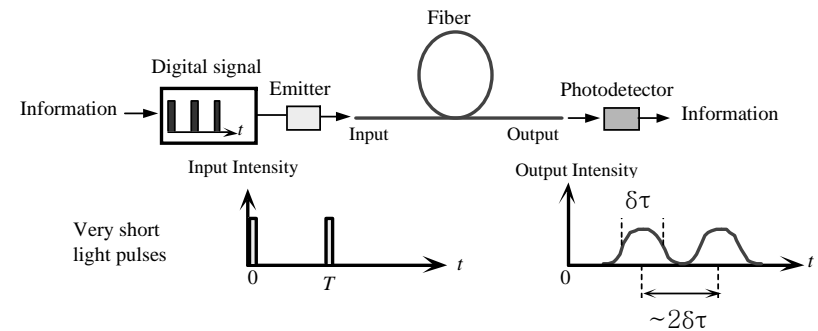 Fiber
Digital signal
Emitter
Photodetector
Information
t
Information
Input
Output
Input Intensity
Output Intensity
Very short
light pulses
δτ
0
T
t
0
t
~2δτ